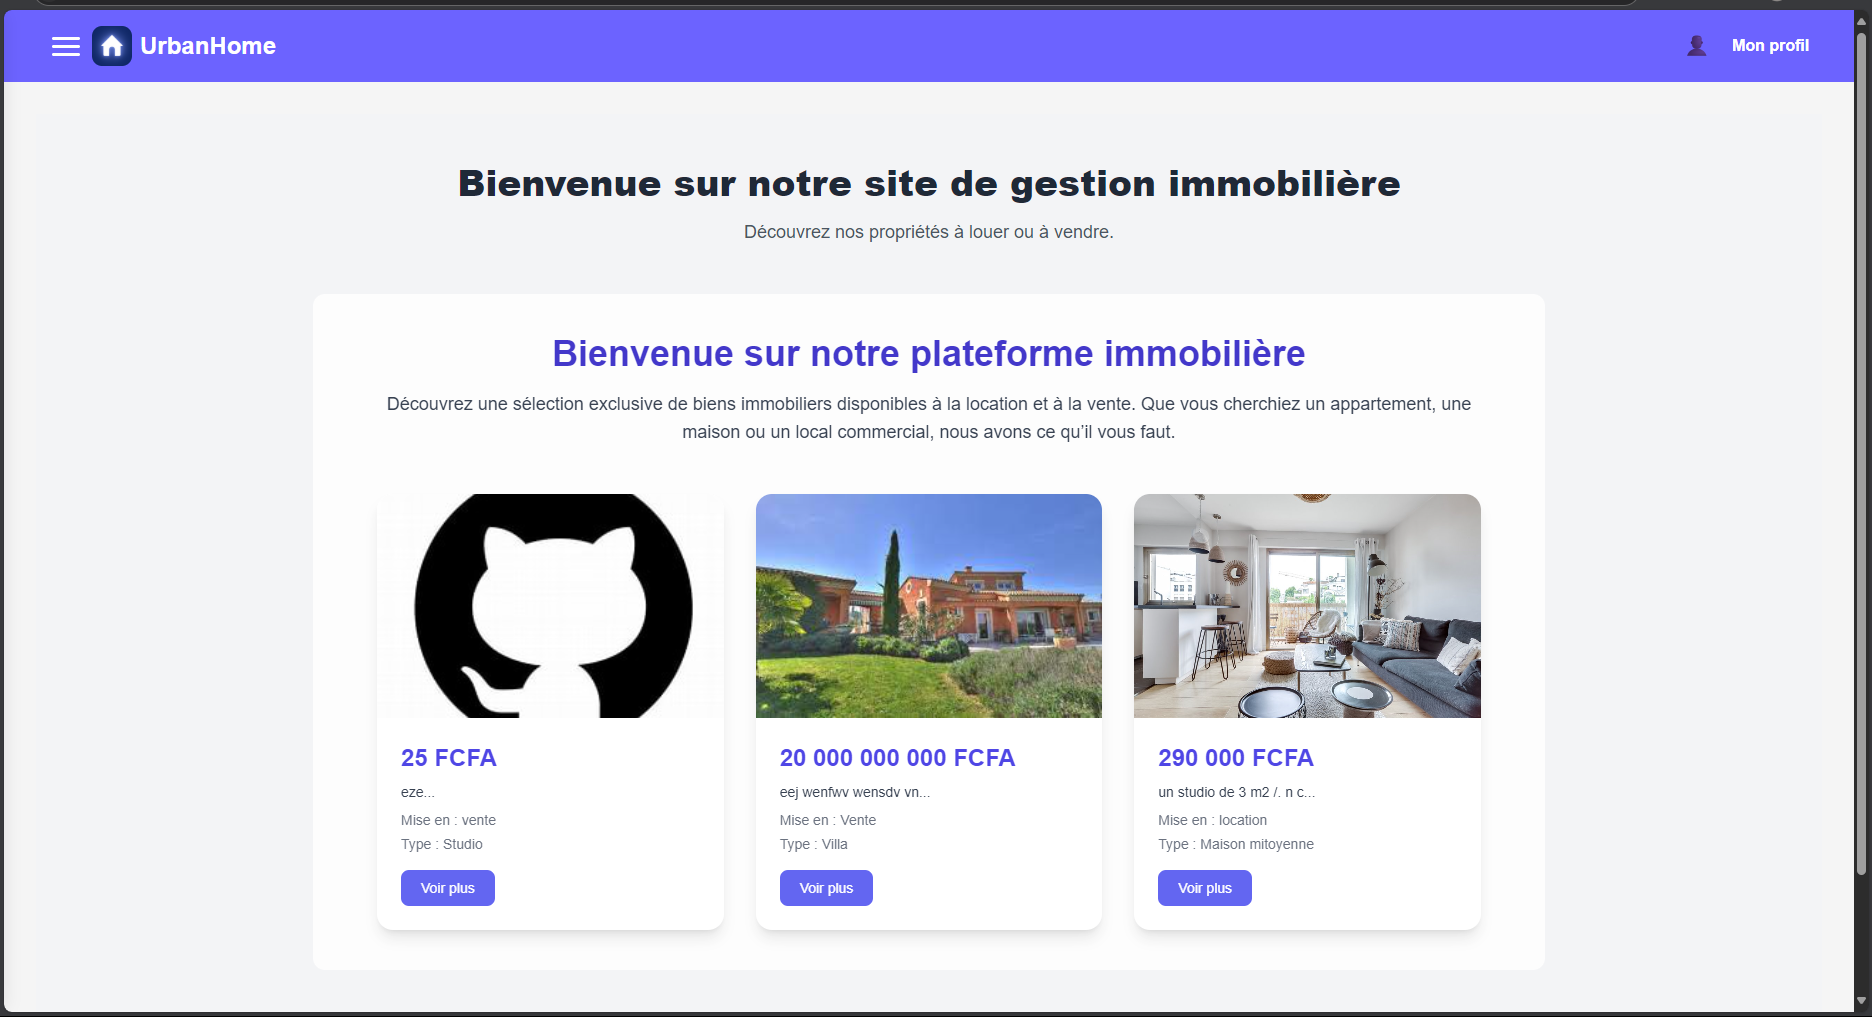 UrbanHome
Mon profil
Bienvenue sur notre site de gestion immobilière
Découvrez nos propriétés à louer ou à vendre.
Bienvenue sur notre plateforme immobilière
Découvrez une sélection exclusive de biens immobiliers disponibles à la location et à la vente. Que vous cherchiez un appartement, une
maison ou un local commercial, nous avons ce qu’il vous faut.
25 FCFA
eze...
Mise en : vente
Type : Studio
Voir plus
20 000 000 000 FCFA
eej wenfwv wensdv vn...
Mise en : Vente
Type : Villa
Voir plus
290 000 FCFA
un studio de 3 m2 /. n c...
Mise en : location
Type : Maison mitoyenne
Voir plus